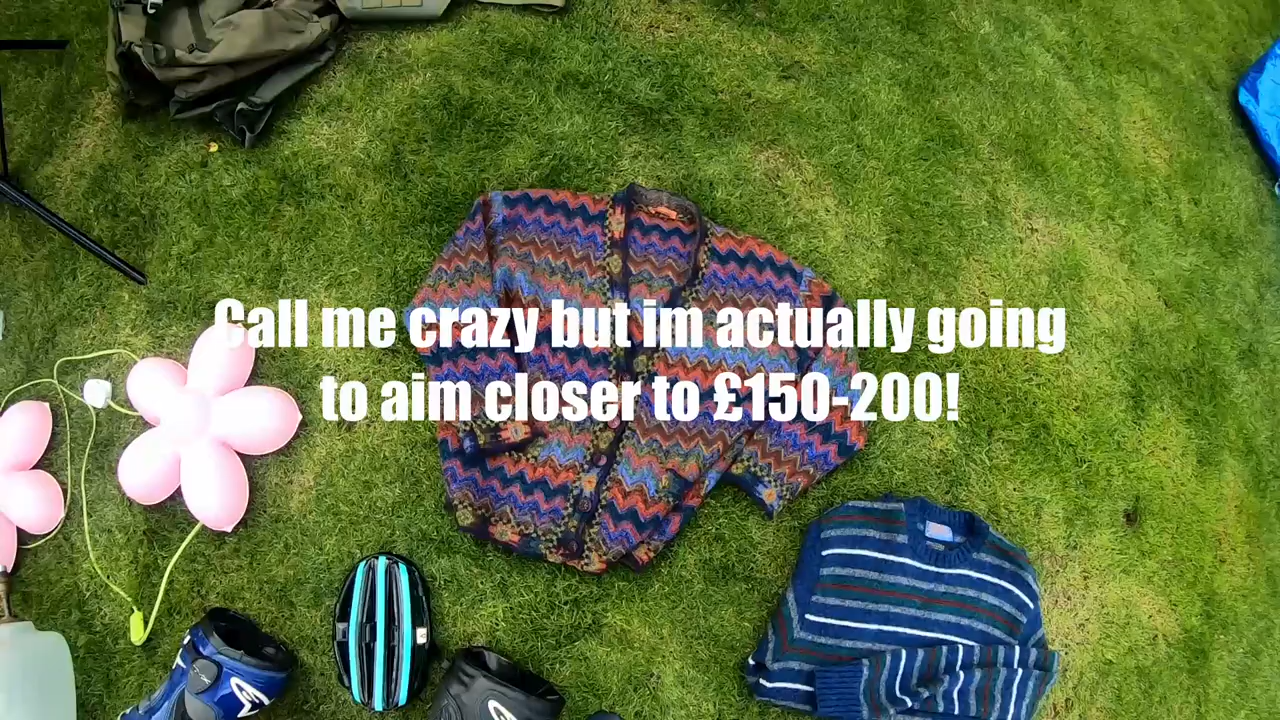 Call me crazy but im actually going
to aim closer to £150-200!